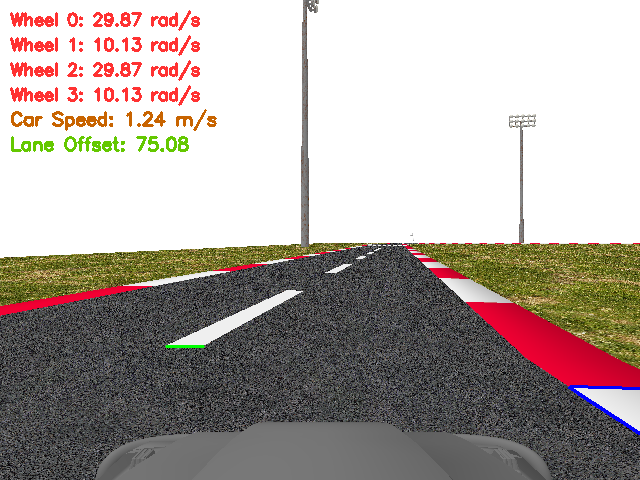 Wheel 0: 29.87 rad/s
Wheel 1: 10.13 rad/s
Wheel 2: 29.87 rad/s
Wheel 3: 10.13 rad/s
Car Speed: 1.24 m/s
Lane Offset: 75.08